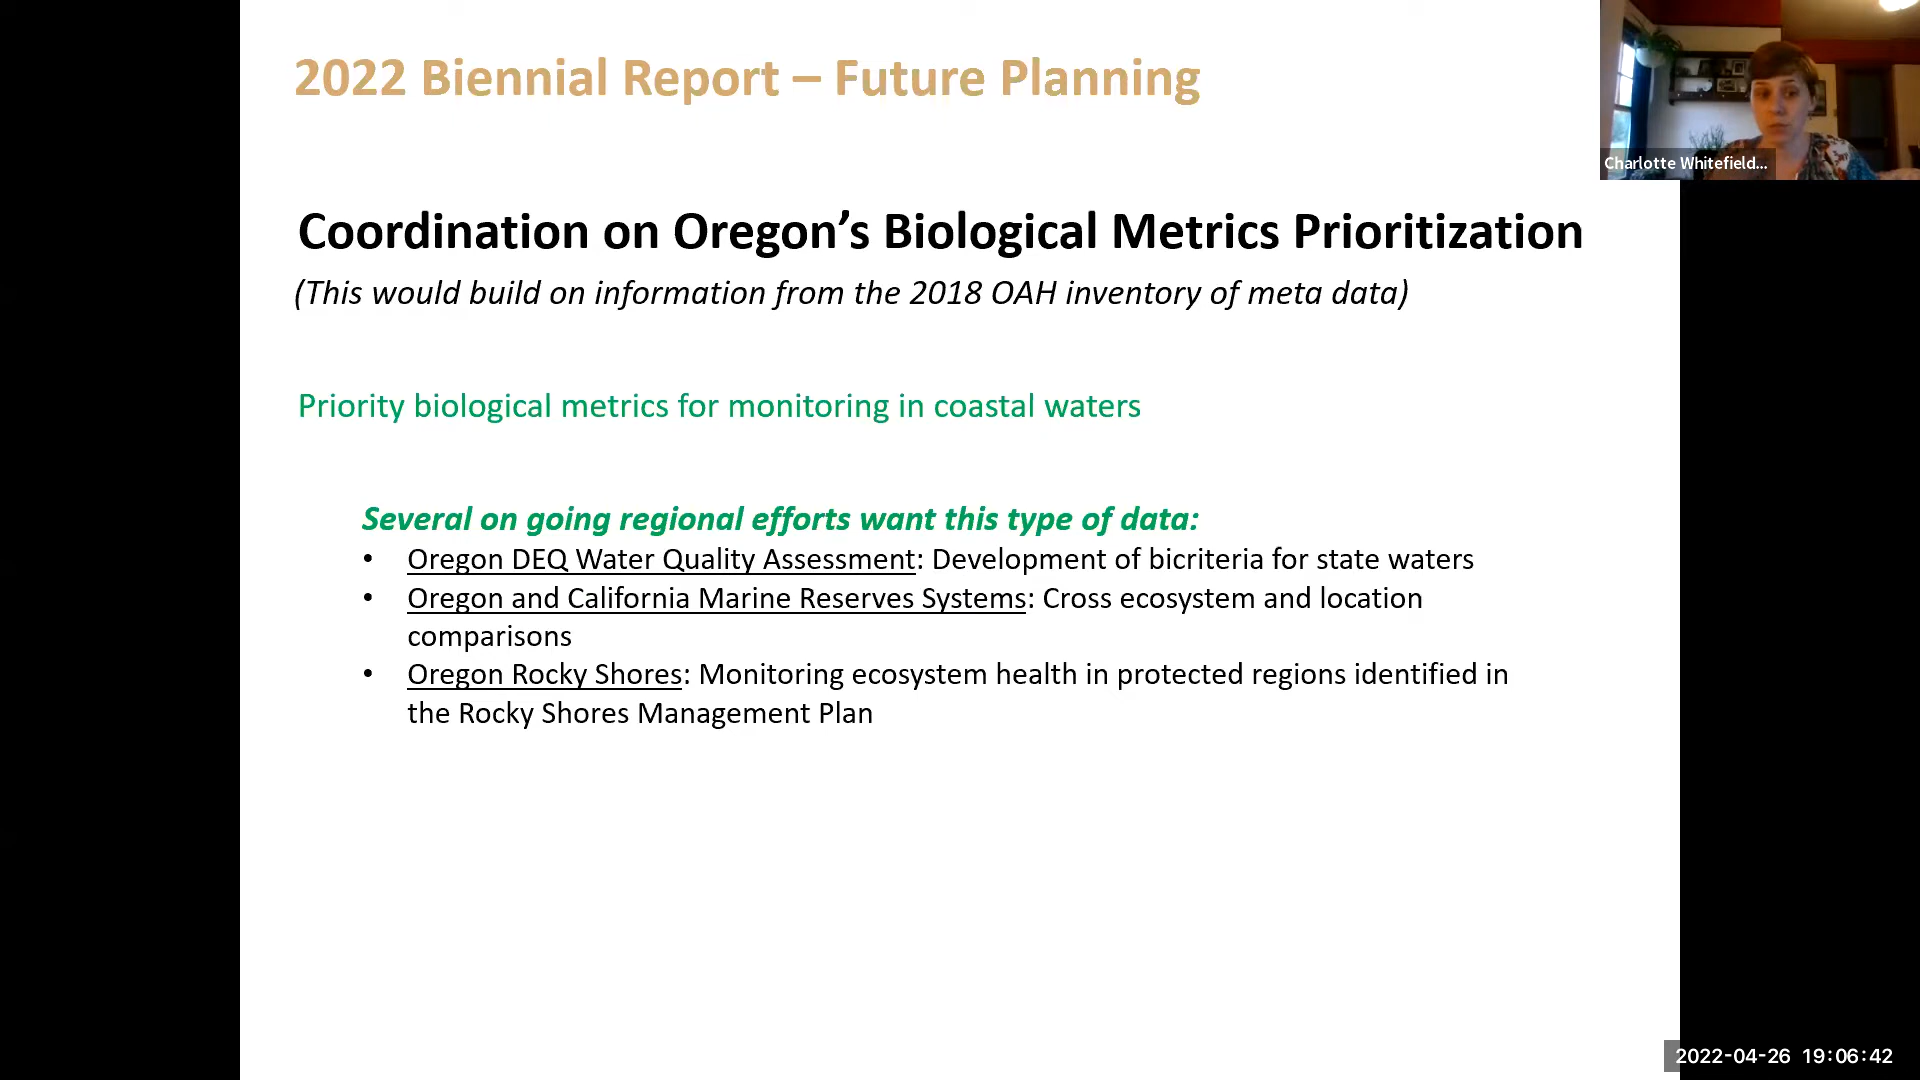 2022 Biennial Report – Future Planning
Charlotte Whitefield...
Coordination on Oregon’s Biological Metrics Prioritization
(This would build on information from the 2018 OAH inventory of meta data)
Priority biological metrics for monitoring in coastal waters
Several on going regional efforts want this type of data:
• Oregon DEQ Water Quality Assessment: Development of bicriteria for state waters
• Oregon and California Marine Reserves Systems: Cross ecosystem and location
comparisons
• Oregon Rocky Shores: Monitoring ecosystem health in protected regions identified in
the Rocky Shores Management Plan
2022-04-26 19:06:42